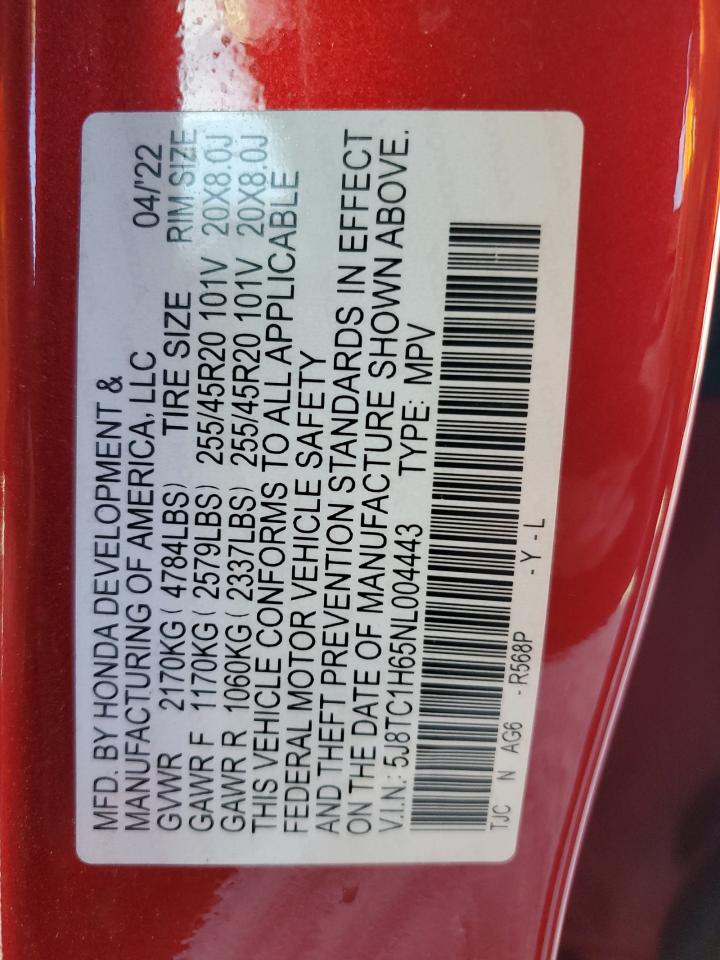 MFD. BY HONDA DEVELOPMENT & 04/'22
MANUFACTURING OF AMERICA, LLC
GVWR 2170KG ( 4784LBS) TIRE SIZE RIM SIZE
GAWR F 1170KG ( 2579LBS) 255/45R20 101V 20X8.0J
GAWR R 1060KG ( 2337LBS) 255/45R20 101V 20X8.0J
THIS VEHICLE CONFORMS TO ALL APPLICABLE
FEDERAL MOTOR VEHICLE SAFETY
AND THEFT PREVENTION STANDARDS IN EFFECT
ON THE DATE OF MANUFACTURE SHOWN ABOVE.
V.I.N.: 5J8TC1H65NL004443 TYPE: MPV
TJC N AG6 -R568P -Y-L